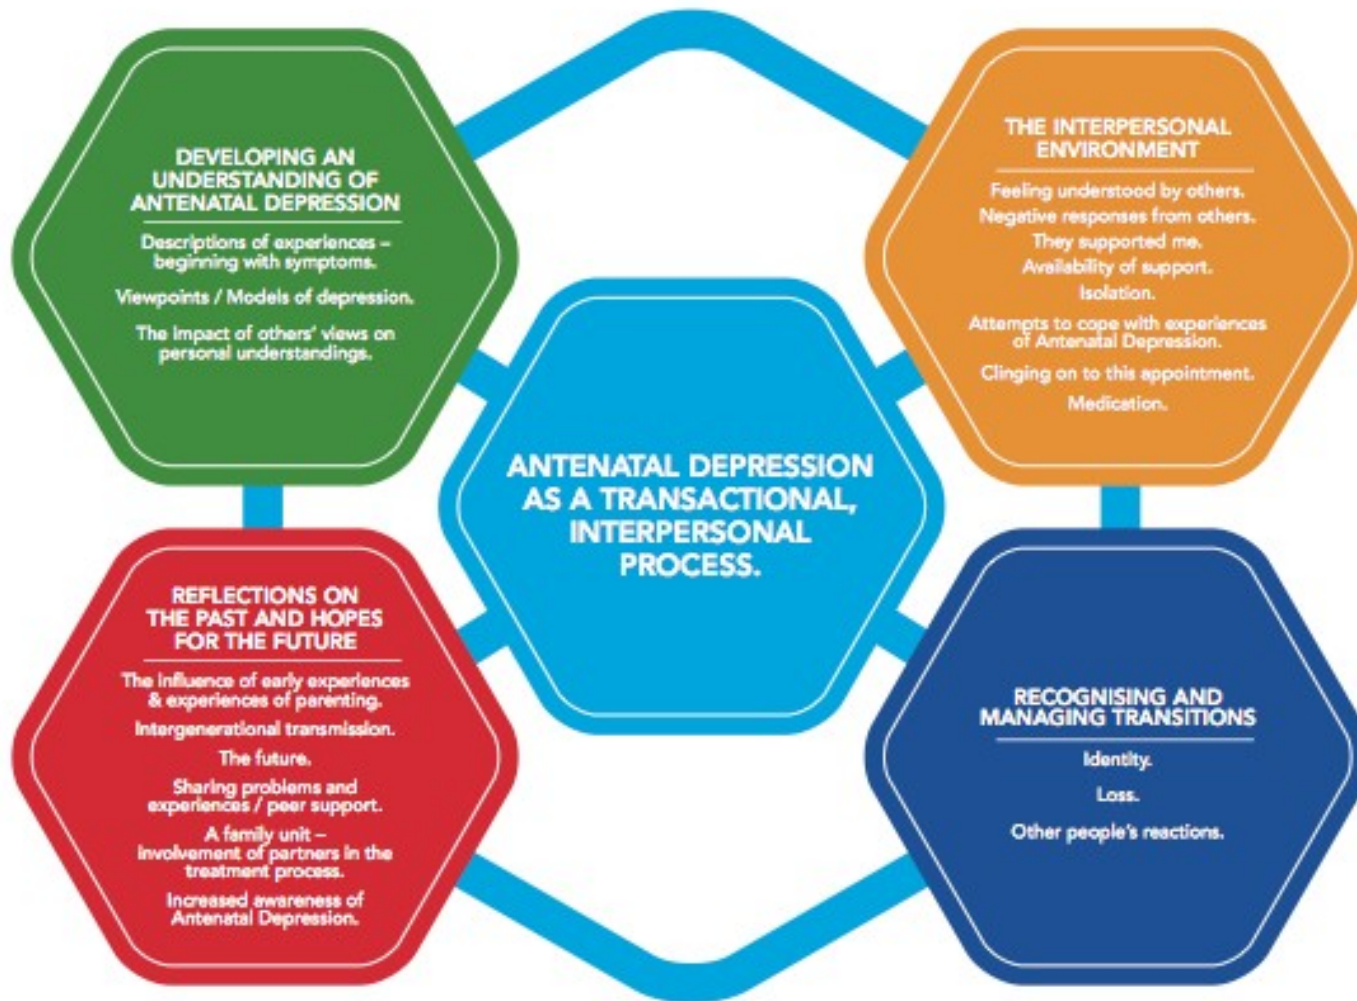 DEVELOPING AN
UNDERSTANDING OF
ANTENATAL DEPRESSION
Descriptions of experiences –
beginning with symptoms.
Viewpoints / Models of depression.
The impact of others' views on
personal understandings.
THE INTERPERSONAL
ENVIRONMENT
Feeling understood by others.
Negative responses from others.
They supported me.
Availability of support.
Isolation.
Attempts to cope with experiences
of Antenatal Depression.
Clinging on to this appointment.
Medication.
ANTENATAL DEPRESSION
AS A TRANSACTIONAL,
INTERPERSONAL
PROCESS.
REFLECTIONS ON
THE PAST AND HOPES
FOR THE FUTURE
The influence of early experiences
& experiences of parenting.
Intergenerational transmission.
The future.
Sharing problems and
experiences / peer support.
A family unit –
involvement of partners in the
treatment process.
Increased awareness of
Antenatal Depression.
RECOGNISING AND
MANAGING TRANSITIONS
Identity.
Loss.
Other people's reactions.